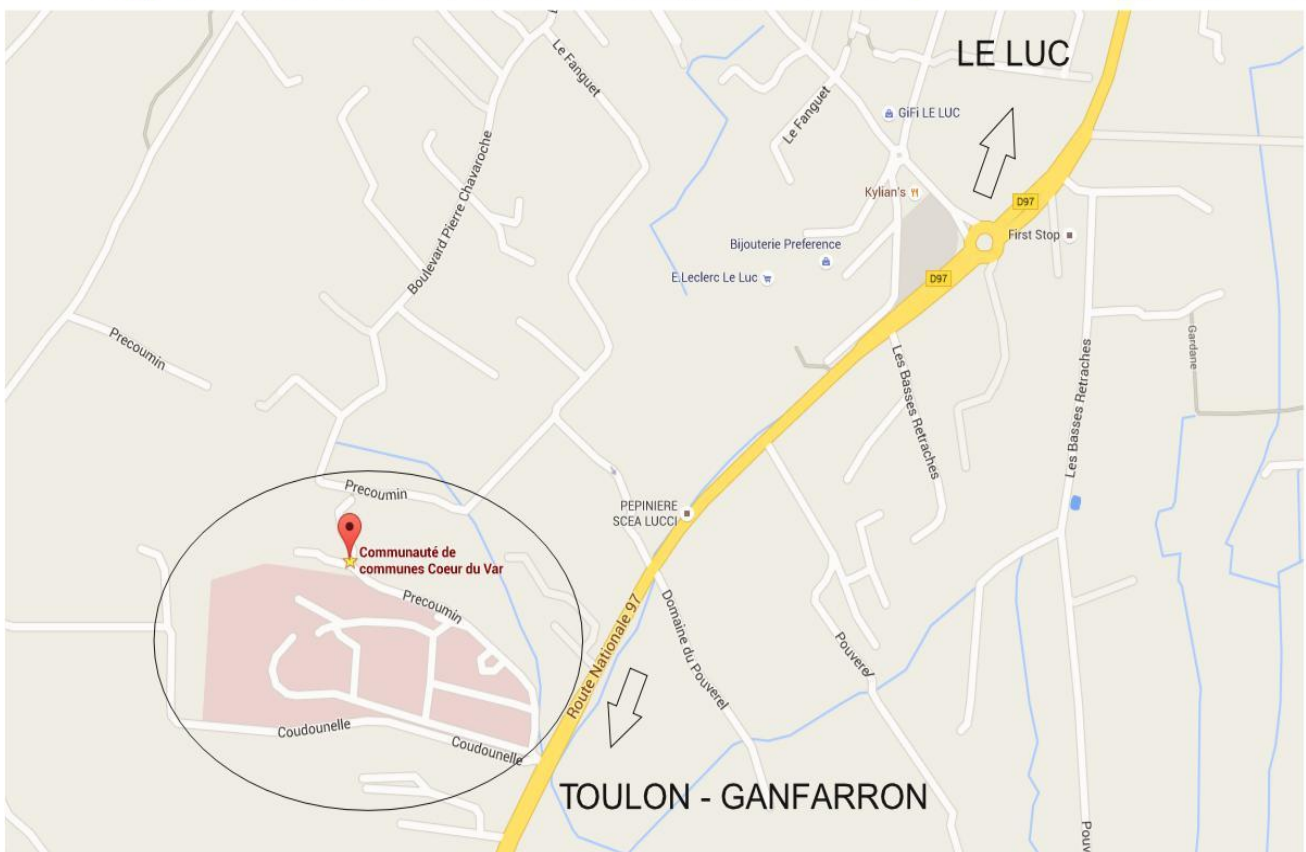 LE LUC
Le Fanguet
Le Fanguet
GiFi LE LUC
Boulevard Pierre Chavaroche
Kylian's
D97
First Stop
Bijouterie Preference
E.Leclerc Le Luc
D97
Precoumin
Gardane
Les Basses Retraches
Les Basses Retraches
Precoumin
PEPINIERE
SCEA LUCCI
Communauté de
communes Coeur du Var
Precoumin
Route Nationale 97
Domaine du Pouverel
Pouverel
Coudounelle
Coudounelle
TOULON - GANFARRON
Pouv